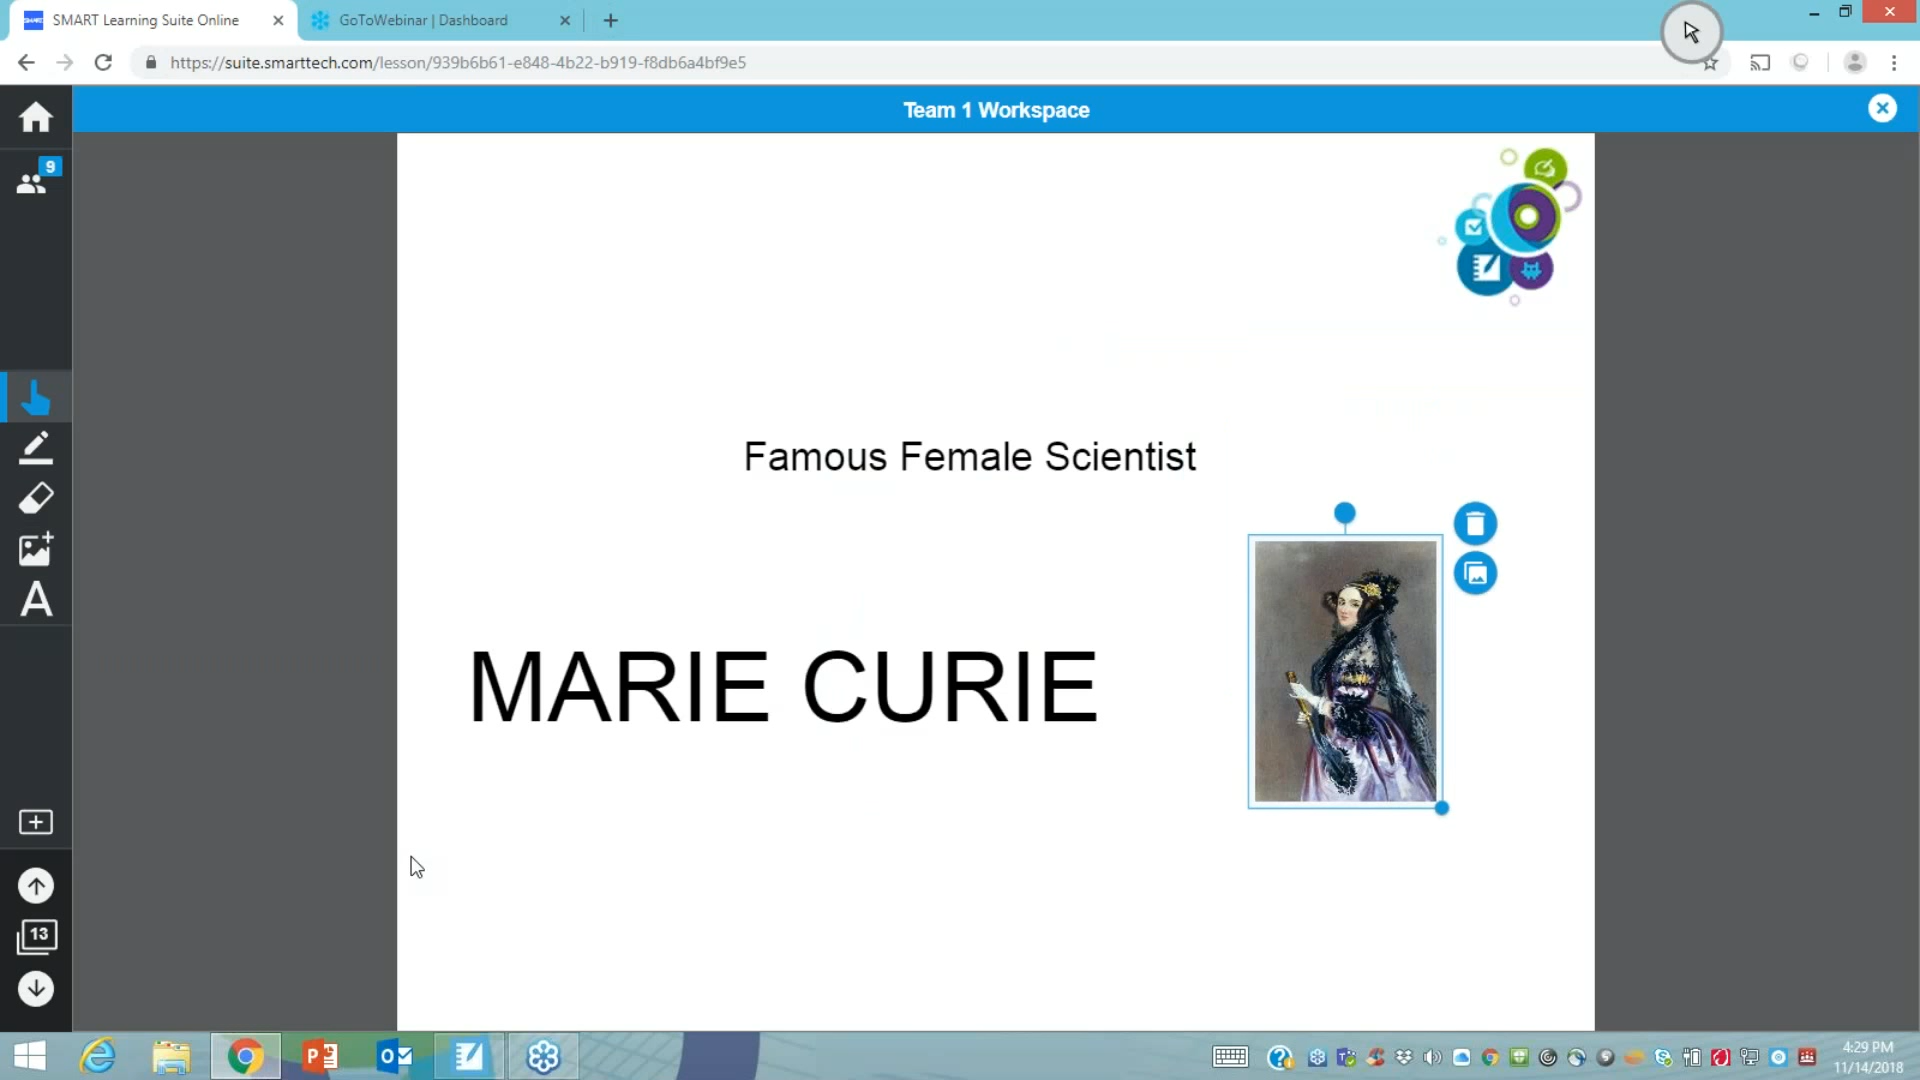 SMART Learning Suite Online
GoToWebinar | Dashboard
https://suite.smarttech.com/lesson/939b6b61-e848-4b22-b919-f8db6a4bf9e5
Team 1 Workspace
9
Famous Female Scientist
MARIE CURIE
A
13
4:29 PM
11/14/2018